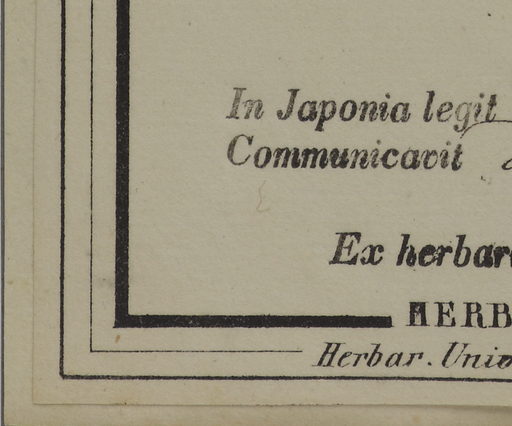 In Japonia legit
Communicavit
Ex herbar
HERB
Herbar. Univ